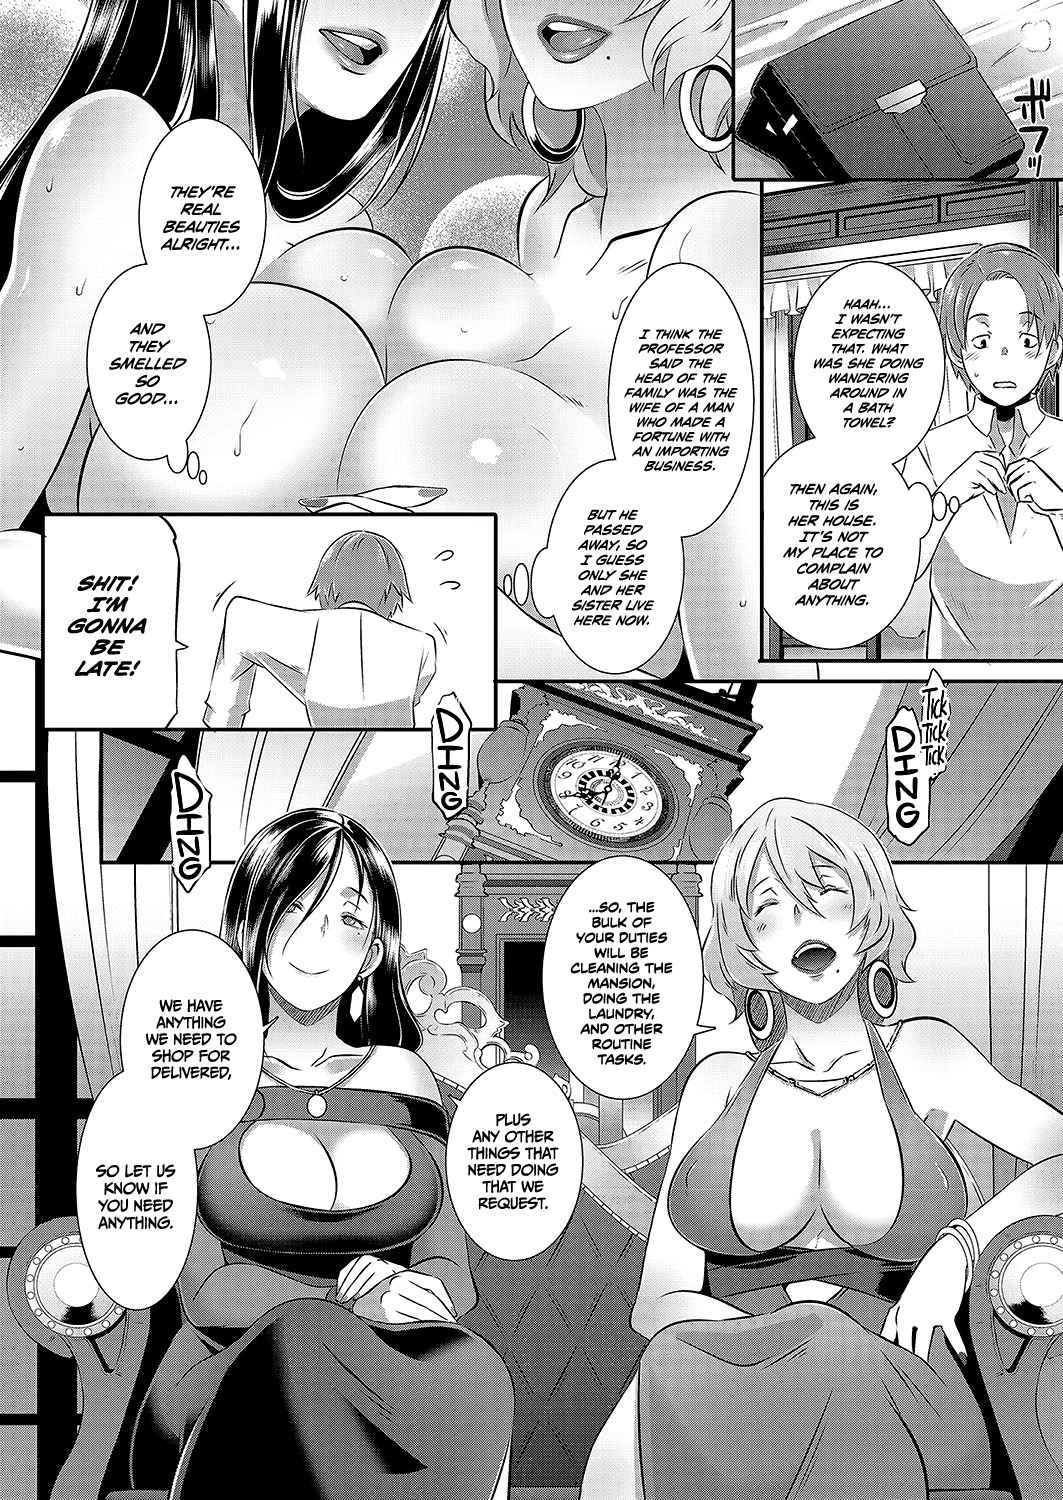 ボフッ
HAAH...
I WASN'T
EXPECTING
THAT. WHAT
WAS SHE DOING
WANDERING
AROUND IN
A BATH
TOWEL?
THEN AGAIN,
THIS IS
HER HOUSE.
IT'S NOT
MY PLACE TO
COMPLAIN
ABOUT
ANYTHING.
I THINK THE
PROFESSOR
SAID THE
HEAD OF THE
FAMILY WAS THE
WIFE OF A MAN
WHO MADE A
FORTUNE WITH
AN IMPORTING
BUSINESS.
BUT HE
PASSED
AWAY, SO
I GUESS
ONLY SHE
AND HER
SISTER LIVE
HERE NOW.
THEY'RE
REAL
BEAUTIES
ALRIGHT...
AND
THEY
SMELLED
SO
GOOD...
SHIT!
I'M
GONNA
BE
LATE!
TICK
TICK
TICK
DING
DING
DING
...SO, THE
BULK OF
YOUR DUTIES
WILL BE
CLEANING THE
MANSION,
DOING THE
LAUNDRY,
AND OTHER
ROUTINE
TASKS.
PLUS
ANY OTHER
THINGS THAT
NEED DOING
THAT WE
REQUEST.
WE HAVE
ANYTHING
WE NEED TO
SHOP FOR
DELIVERED,
SO LET US
KNOW IF
YOU NEED
ANYTHING.